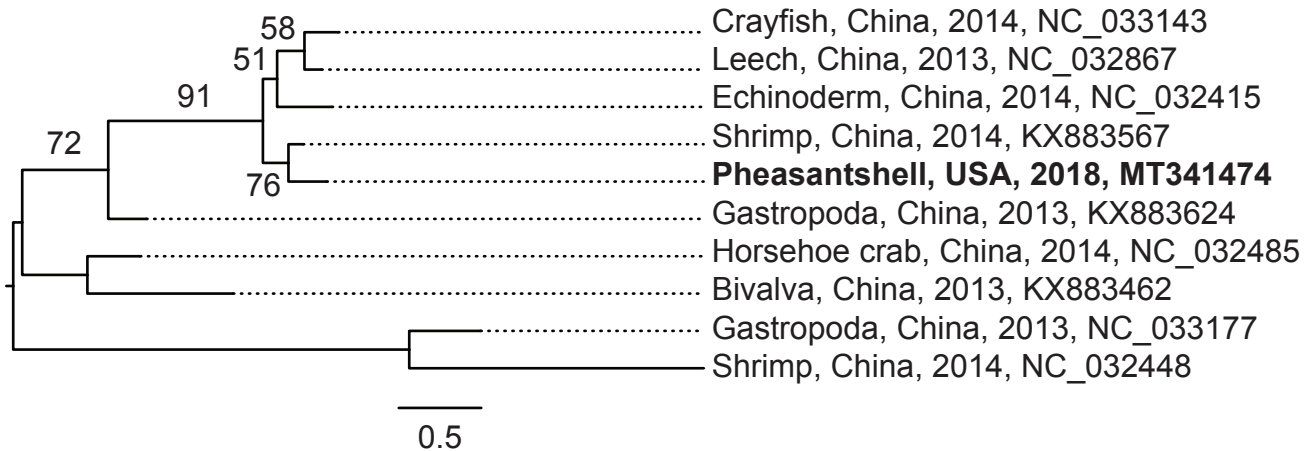 58
Crayfish, China, 2014, NC_033143
51
Leech, China, 2013, NC_032867
91
Echinoderm, China, 2014, NC_032415
72
Shrimp, China, 2014, KX883567
76
Pheasantshell, USA, 2018, MT341474
Gastropoda, China, 2013, KX883624
Horsehoe crab, China, 2014, NC_032485
Bivalva, China, 2013, KX883462
Gastropoda, China, 2013, NC_033177
Shrimp, China, 2014, NC_032448
0.5